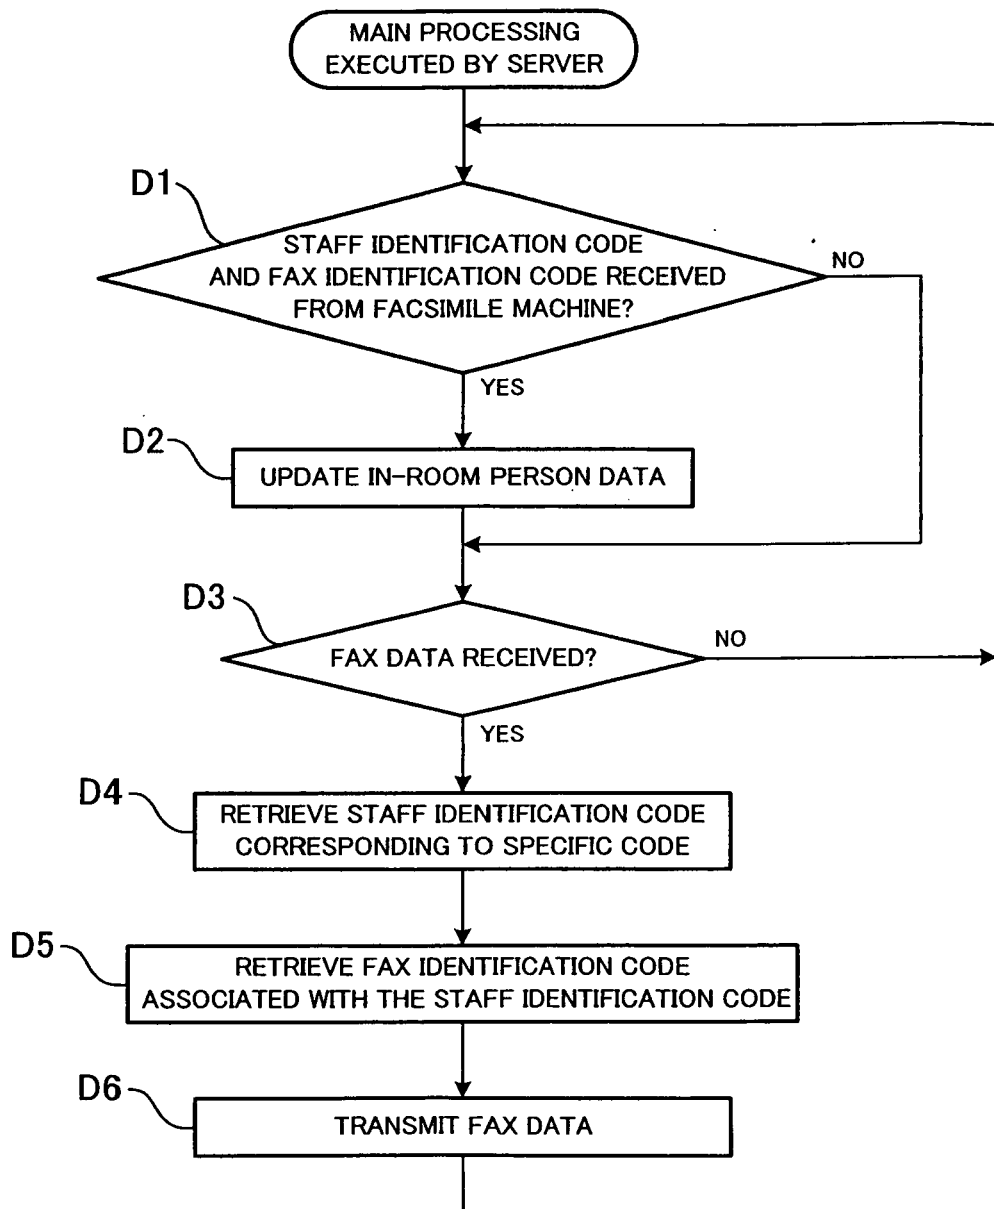 MAIN PROCESSING
EXECUTED BY SERVER
D1
STAFF IDENTIFICATION CODE
AND FAX IDENTIFICATION CODE RECEIVED
FROM FACSIMILE MACHINE?
NO
YES
D2
UPDATE IN-ROOM PERSON DATA
D3
FAX DATA RECEIVED?
NO
YES
D4
RETRIEVE STAFF IDENTIFICATION CODE
CORRESPONDING TO SPECIFIC CODE
D5
RETRIEVE FAX IDENTIFICATION CODE
ASSOCIATED WITH THE STAFF IDENTIFICATION CODE
D6
TRANSMIT FAX DATA